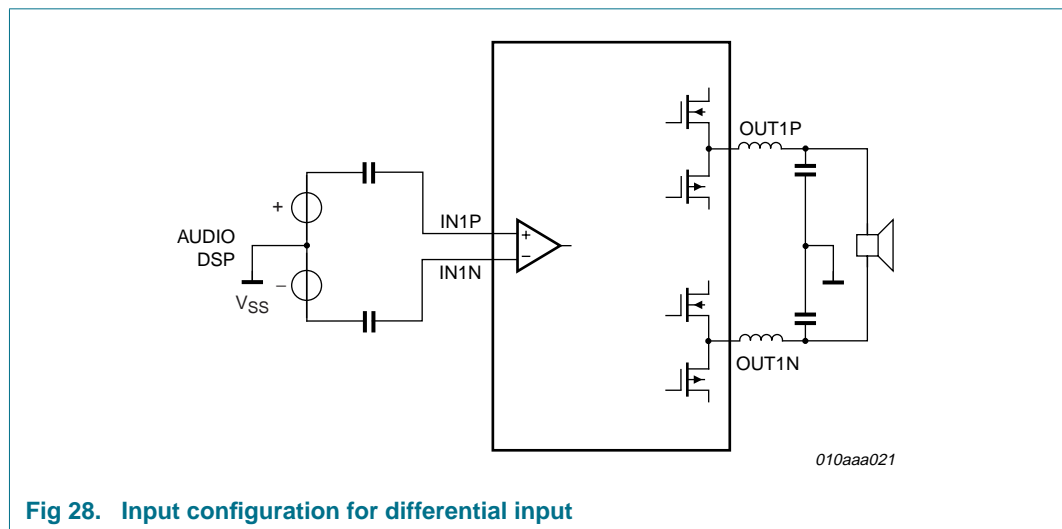 OUT1P
+
IN1P
+
AUDIO
DSP
IN1N
−
−
VSS
OUT1N
010aaa021
Fig 28. Input configuration for differential input